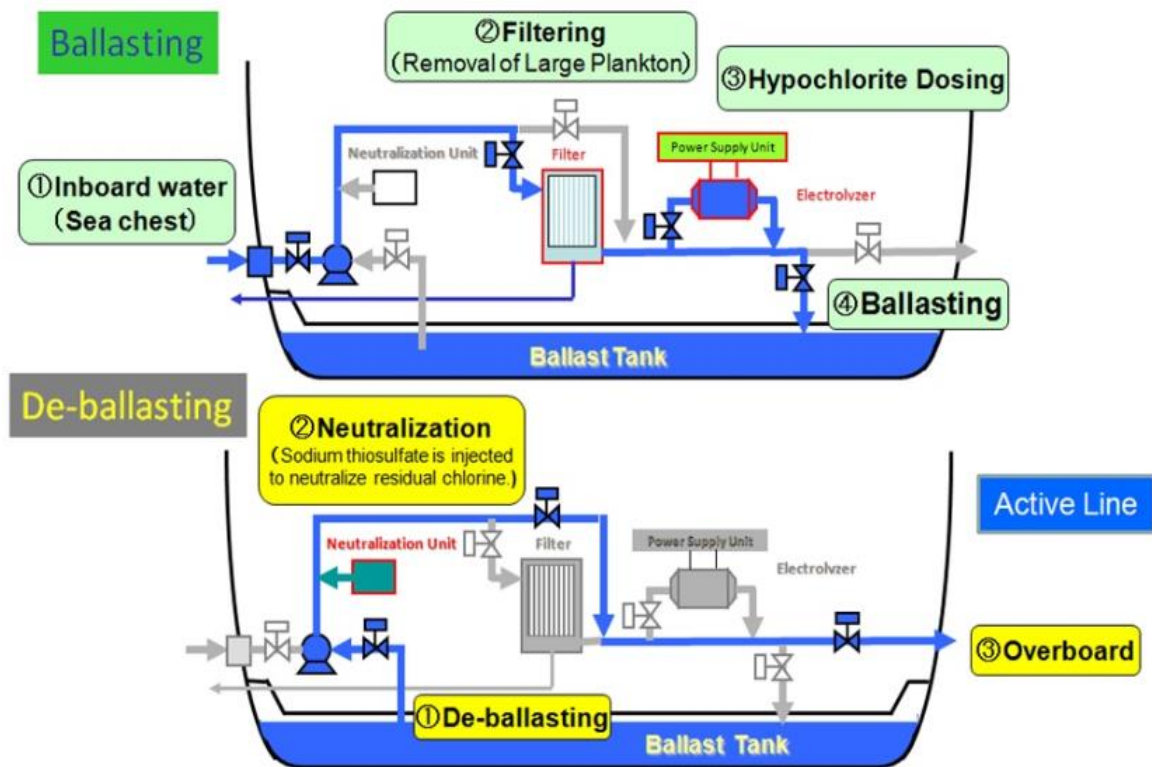 Ballasting
②Filtering
(Removal of Large Plankton)
③Hypochlorite Dosing
Neutralization Unit
Filter
Power Supply Unit
①Inboard water
(Sea chest)
Electrolvzer
④Ballasting
Ballast Tank
De-ballasting
②Neutralization
(Sodium thiosulfate is injected
to neutralize residual chlorine.)
Active Line
Neutralization Unit
Filter
Power Supply Unit
Electrolvzer
③Overboard
①De-ballasting
Ballast Tank